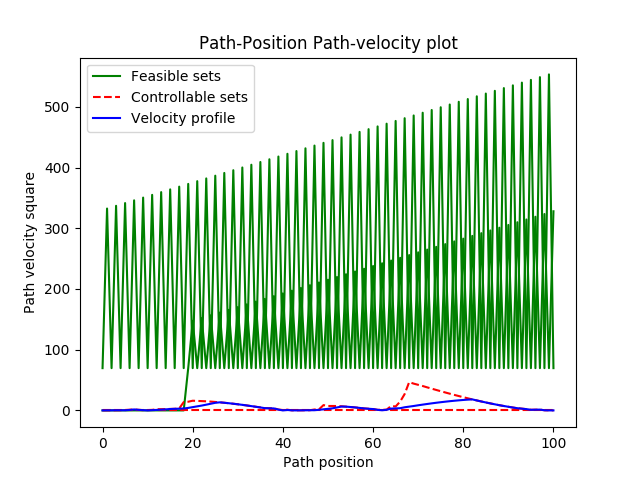 Path-Position Path-velocity plot
Feasible sets
Controllable sets
Velocity profile
500
400
300
200
100
0
Path velocity square
0 20 40 60 80 100
Path position